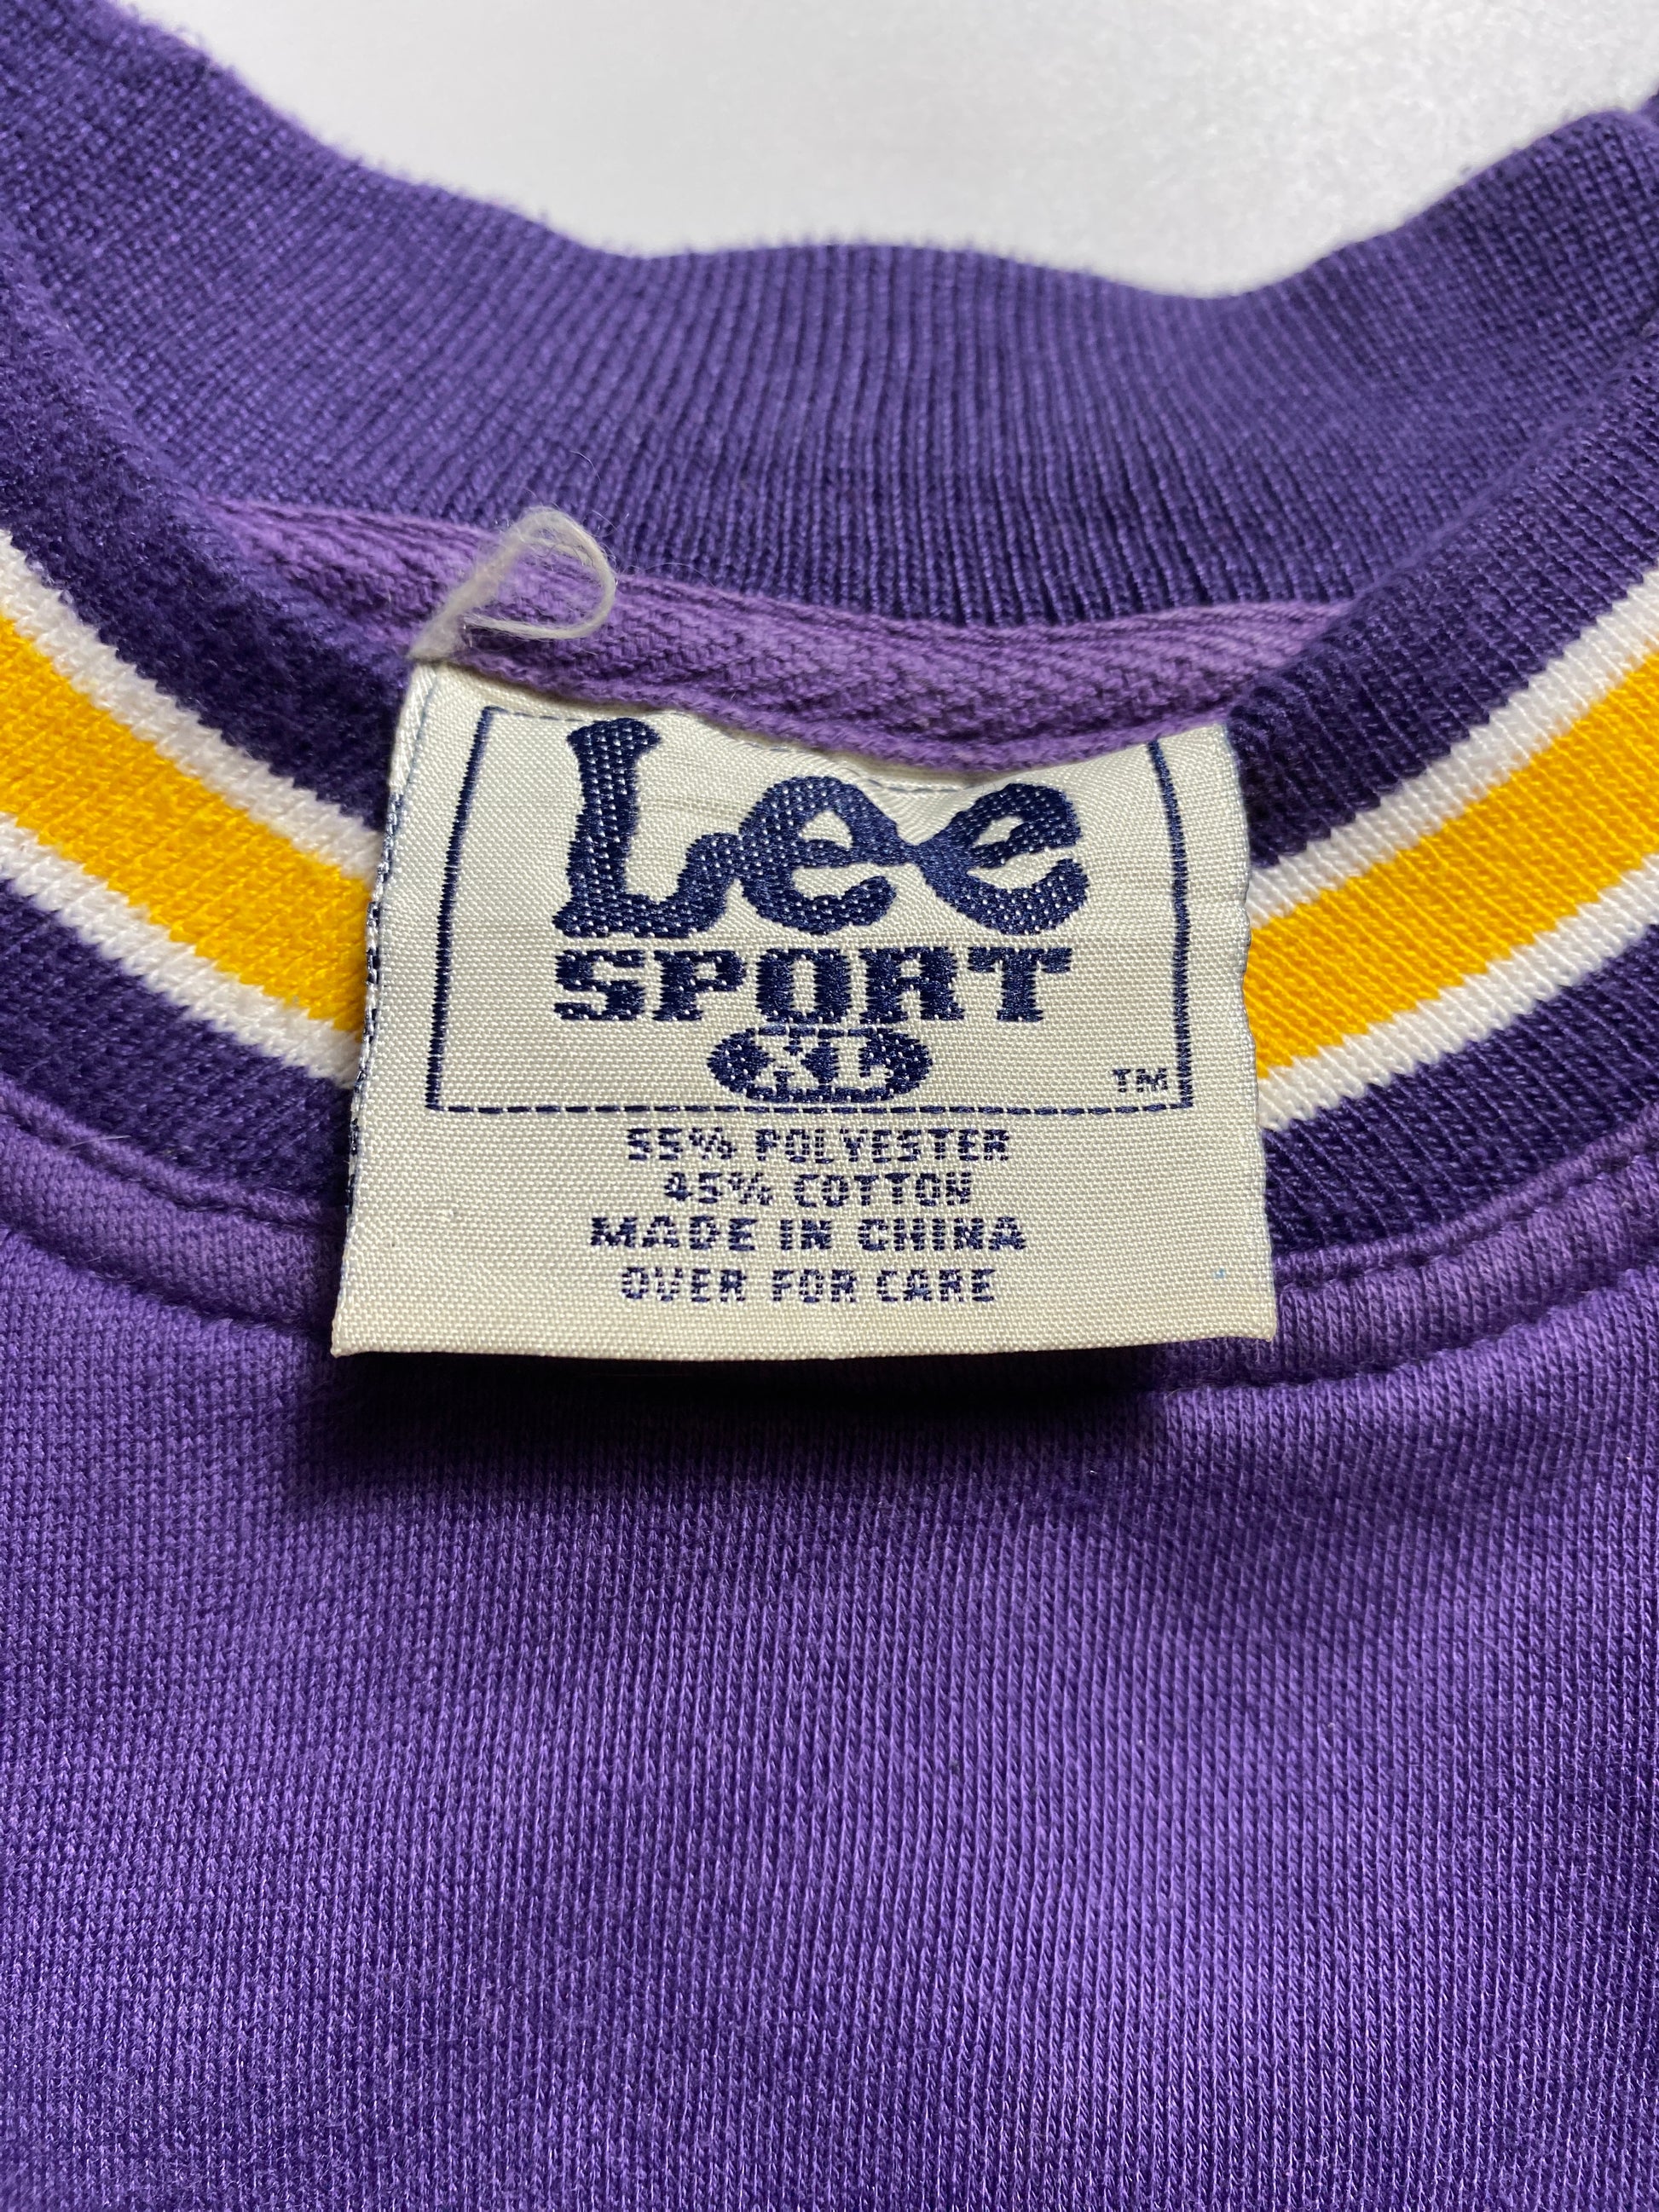 Lee
SPORT
XL
TM
55% POLYESTER
45% COTTON
MADE IN CHINA
OVER FOR CARE